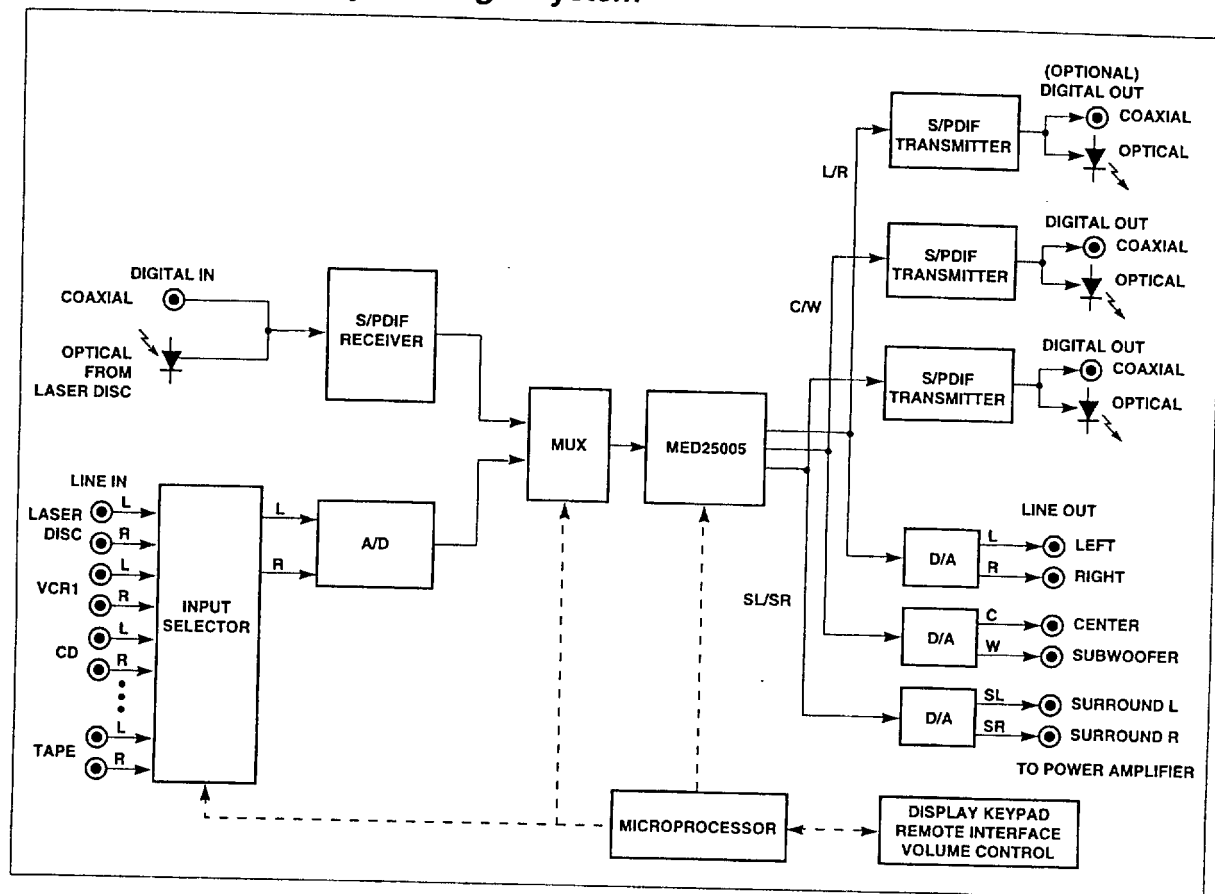 System
(OPTIONAL)
DIGITAL OUT
S/PDIF
TRANSMITTER
COAXIAL
OPTICAL
L/R
DIGITAL OUT
S/PDIF
TRANSMITTER
COAXIAL
OPTICAL
C/W
DIGITAL OUT
S/PDIF
TRANSMITTER
COAXIAL
OPTICAL
DIGITAL IN
COAXIAL
OPTICAL
FROM
LASER DISC
S/PDIF
RECEIVER
MUX
MED25005
LINE IN
LASER
DISC
L
R
VCR1
L
R
CD
L
R
TAPE
L
R
INPUT
SELECTOR
L
R
A/D
SL/SR
LINE OUT
D/A
L
LEFT
R
RIGHT
D/A
C
CENTER
W
SUBWOOFER
D/A
SL
SURROUND L
SR
SURROUND R
TO POWER AMPLIFIER
MICROPROCESSOR
DISPLAY KEYPAD
REMOTE INTERFACE
VOLUME CONTROL